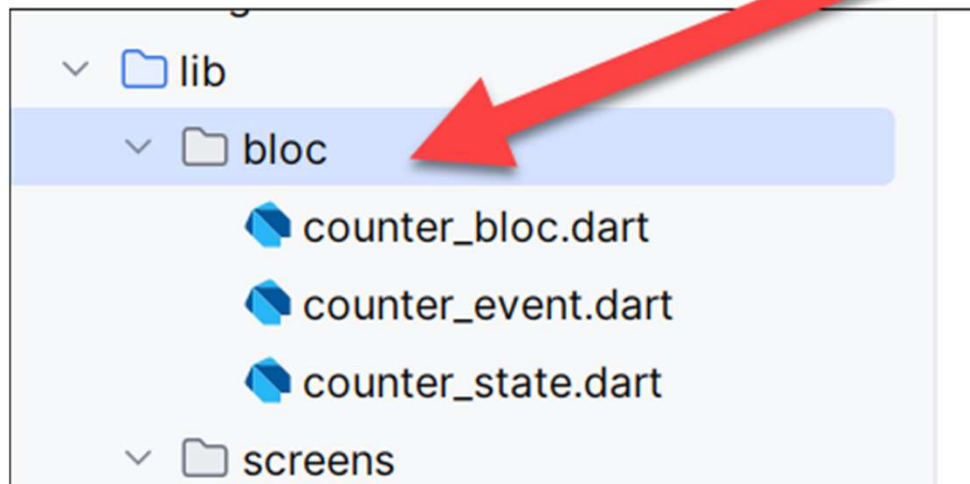 lib
bloc
counter_bloc.dart
counter_event.dart
counter_state.dart
screens